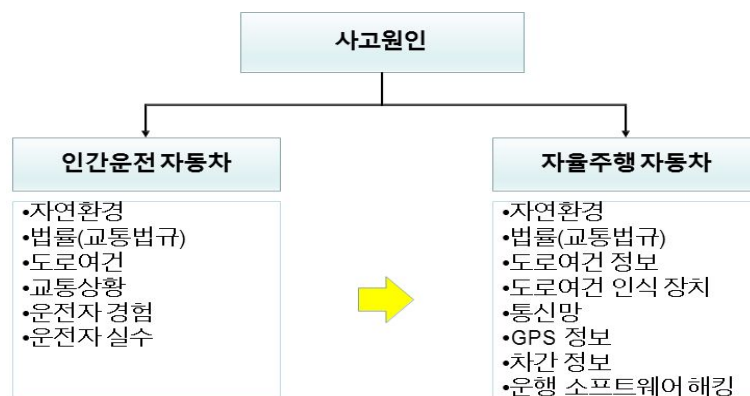 사고원인
인간운전 자동차
자율주행 자동차
•자연환경
•법률(교통법규)
•도로여건
•교통상황
•운전자 경험
•운전자 실수
•자연환경
•법률(교통법규)
•도로여건 정보
•도로여건 인식 장치
•통신망
•GPS 정보
•차간 정보
•운행 소프트웨어 해킹